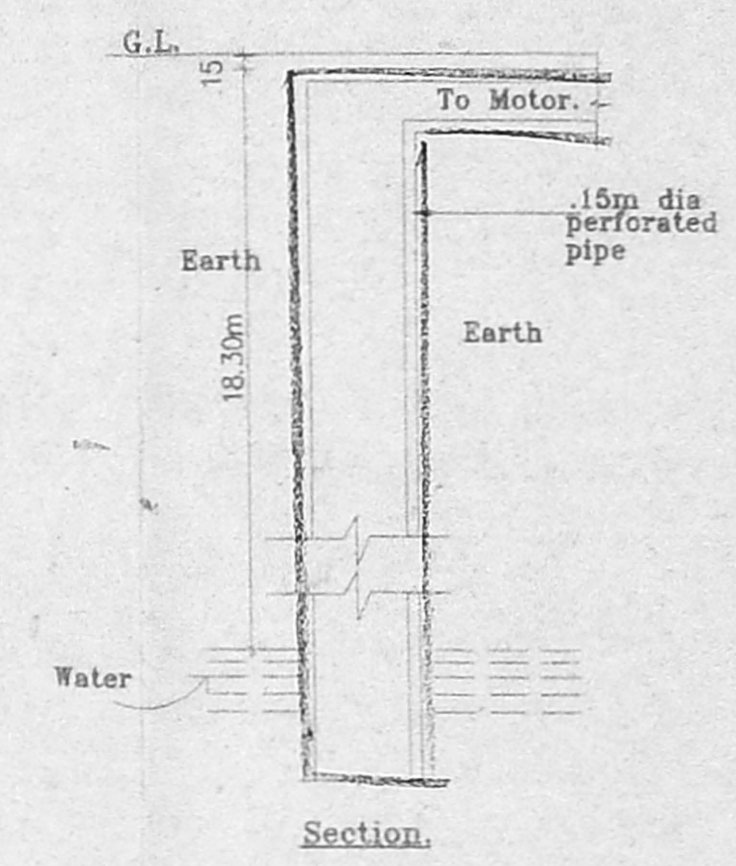 G.L.
.15
To Motor.
.15m dia
perforated
pipe
Earth
18.30m
Earth
Water
Section.